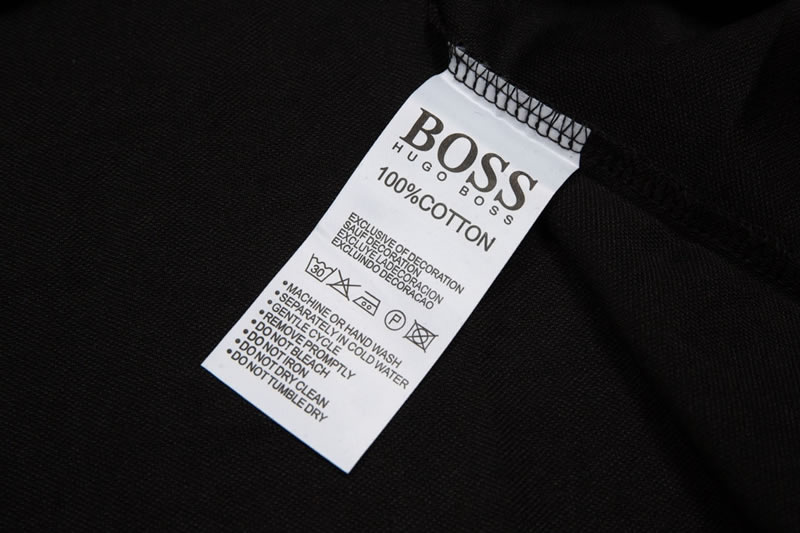 BOSS
HUGO BOSS
100%COTTON
EXCLUSIVE OF DECORATION
SAUF DECORATION
EXCLUYE LADECORACION
EXCLUINDO DECORACAO
30 P
•MACHINE OR HAND WASH
•SEPARATELY IN COLD WATER
•GENTLE CYCLE
•REMOVE PROMPTLY
•DO NOT BLEACH
•DO NOT IRON
•DO NOT DRY CLEAN
•DO NOT TUMBLE DRY